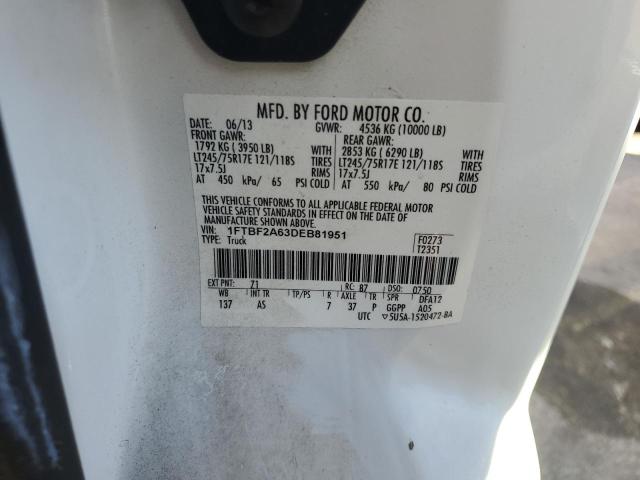 MFD. BY FORD MOTOR CO.
DATE: 06/13 GVWR: 4536 KG (10000 LB)
FRONT GAWR: REAR GAWR:
1792 KG ( 3950 LB) WITH 2853 KG ( 6290 LB) WITH
LT245/75R17E 121/118S TIRES LT245/75R17E 121/118S TIRES
17x7.5J RIMS 17x7.5J RIMS
AT 450 kPa/ 65 PSI COLD AT 550 kPa/ 80 PSI COLD
THIS VEHICLE CONFORMS TO ALL APPLICABLE FEDERAL MOTOR
VEHICLE SAFETY STANDARDS IN EFFECT ON THE DATE OF
MANUFACTURE SHOWN ABOVE.
VIN: 1FTBF2A63DEB81951 F0273
TYPE: Truck T2351
EXT PNT: Z1 RC: 87 DSO: 0750
WB INT TR TP/PS R AXLE TR SPR DFA12
137 AS 7 37 P GGPP A05
UTC ▽5U5A-1520472-BA